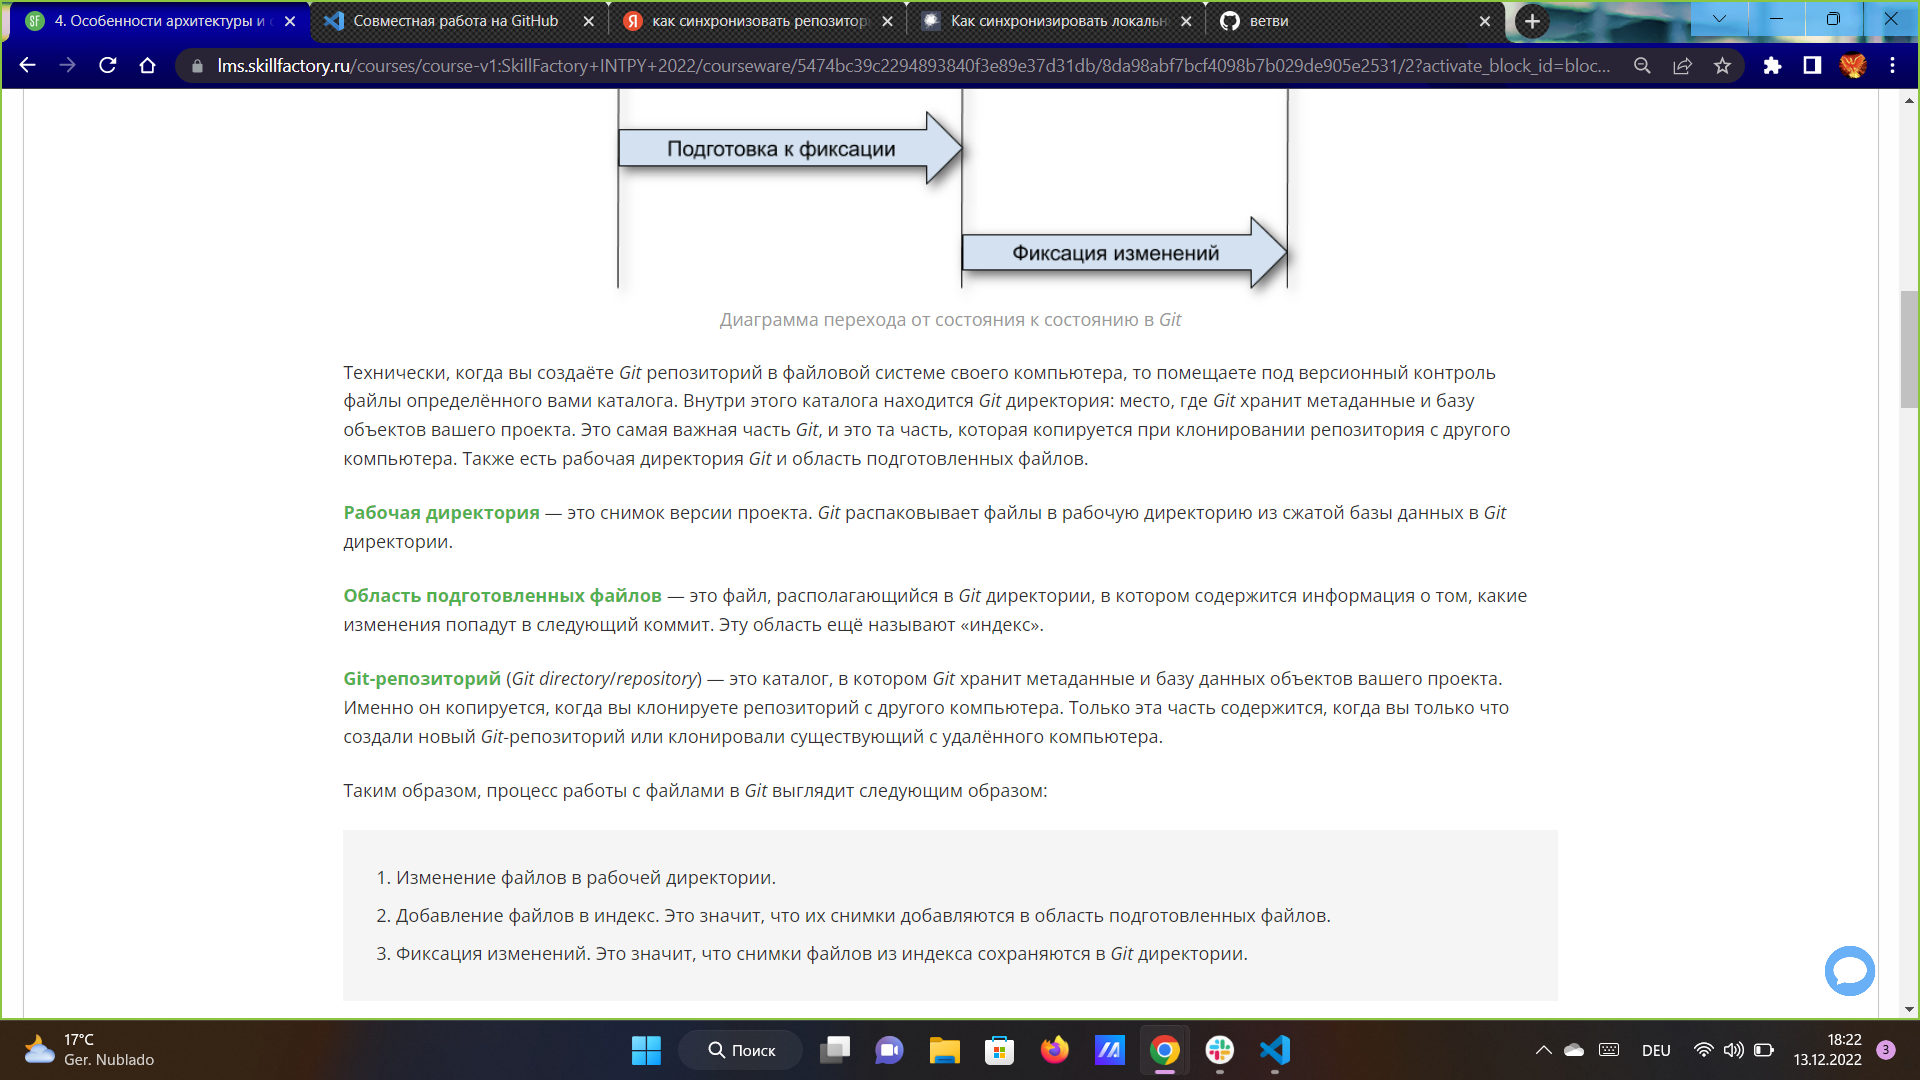 4. Особенности архитектуры и
Совместная работа на GitHub
как синхронизовать репозитор
Как синхронизировать локальн
ветви
lms.skillfactory.ru/courses/course-v1:SkillFactory+INTPY+2022/courseware/5474bc39c2294893840f3e89e37d31db/8da98abf7bcf4098b7b029de905e2531/2?activate_block_id=bloc...
Подготовка к фиксации
Фиксация изменений
Диаграмма перехода от состояния к состоянию в Git
Технически, когда вы создаёте Git репозиторий в файловой системе своего компьютера, то помещаете под версионный контроль
файлы определённого вами каталога. Внутри этого каталога находится Git директория: место, где Git хранит метаданные и базу
объектов вашего проекта. Это самая важная часть Git, и это та часть, которая копируется при клонировании репозитория с другого
компьютера. Также есть рабочая директория Git и область подготовленных файлов.
Рабочая директория — это снимок версии проекта. Git распаковывает файлы в рабочую директорию из сжатой базы данных в Git
директории.
Область подготовленных файлов — это файл, располагающийся в Git директории, в котором содержится информация о том, какие
изменения попадут в следующий коммит. Эту область ещё называют «индекс».
Git-репозиторий (Git directory/repository) — это каталог, в котором Git хранит метаданные и базу данных объектов вашего проекта.
Именно он копируется, когда вы клонируете репозиторий с другого компьютера. Только эта часть содержится, когда вы только что
создали новый Git-репозиторий или клонировали существующий с удалённого компьютера.
Таким образом, процесс работы с файлами в Git выглядит следующим образом:
1. Изменение файлов в рабочей директории.
2. Добавление файлов в индекс. Это значит, что их снимки добавляются в область подготовленных файлов.
3. Фиксация изменений. Это значит, что снимки файлов из индекса сохраняются в Git директории.
17°C
Ger. Nublado
Поиск
DEU
18:22
13.12.2022
3